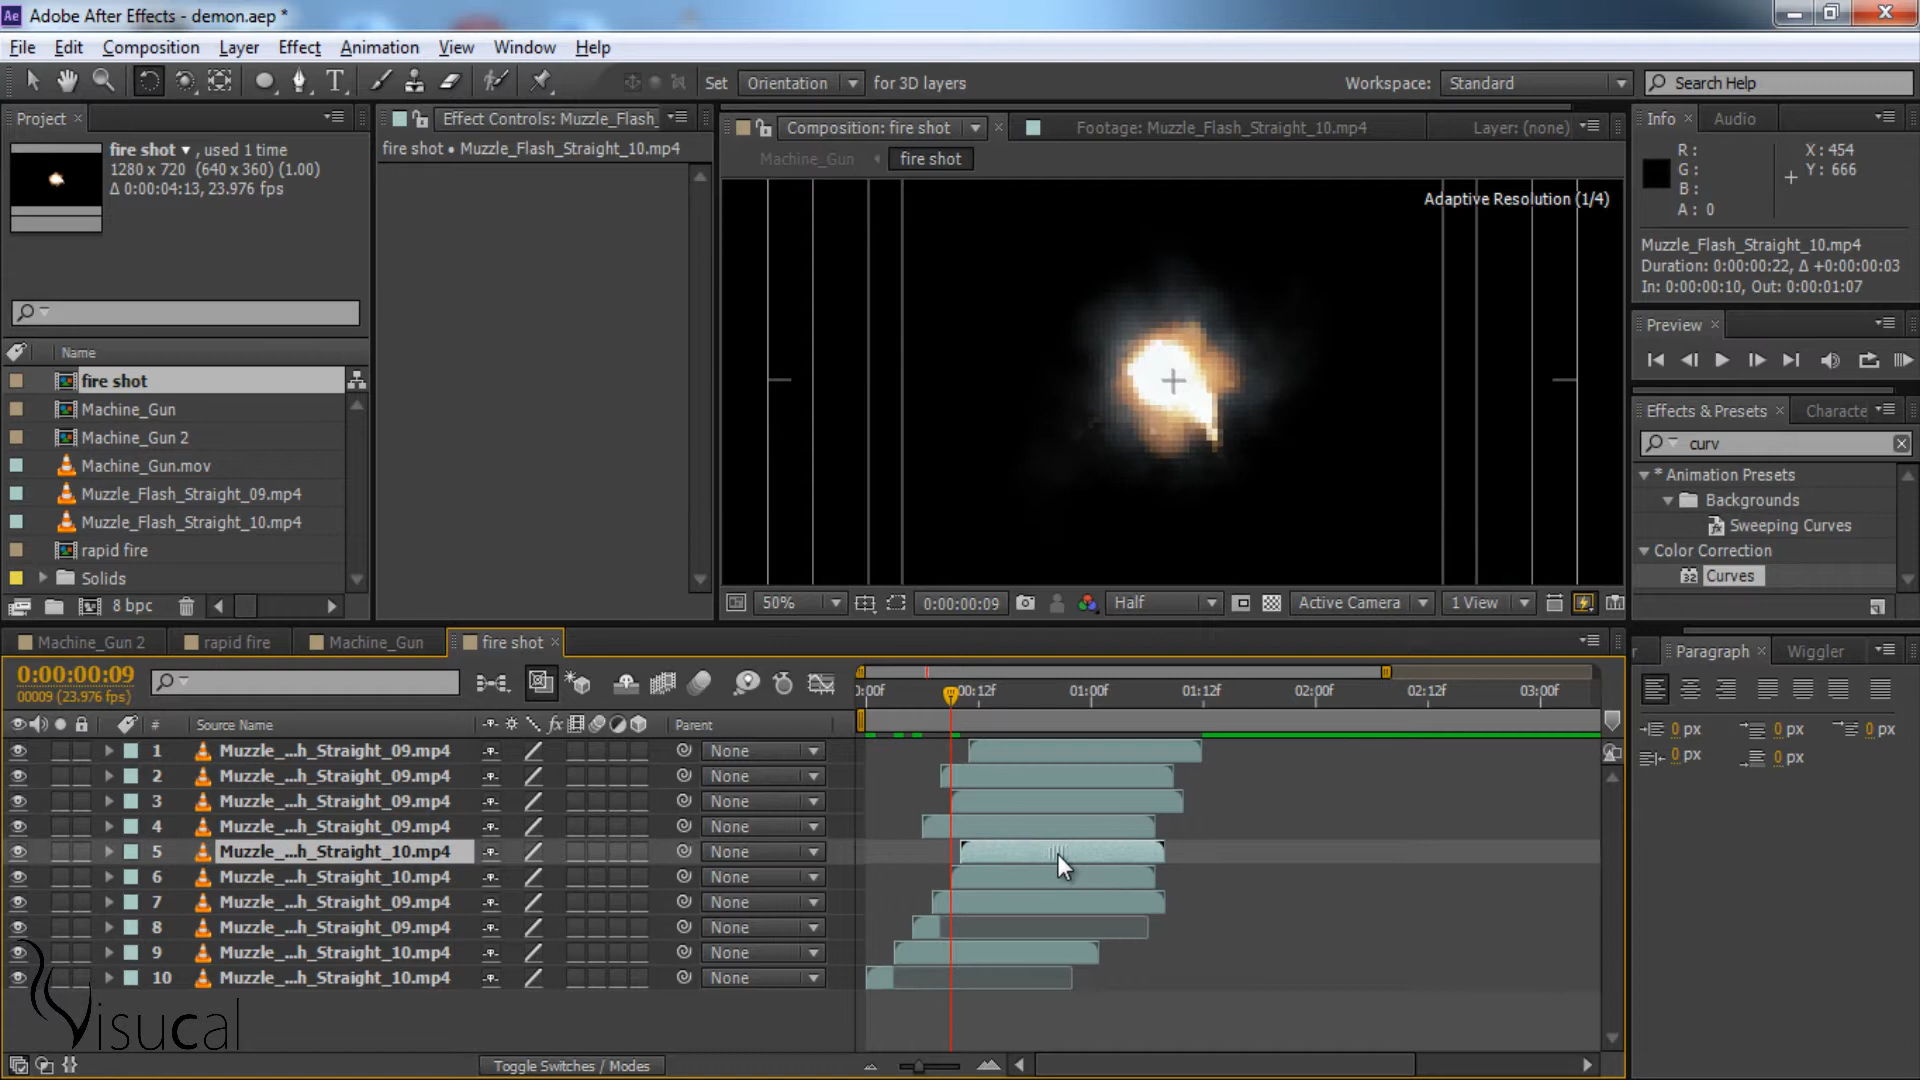 Ae Adobe After Effects - demon.aep *
File Edit Composition Layer Effect Animation View Window Help
Set Orientation for 3D layers Workspace: Standard Search Help
Project
fire shot , used 1 time
1280 x 720 (640 x 360) (1.00)
Δ 0:00:04:13, 23.976 fps
Name
fire shot
Machine_Gun
Machine_Gun 2
Machine_Gun.mov
Muzzle_Flash_Straight_09.mp4
Muzzle_Flash_Straight_10.mp4
rapid fire
Solids
8 bpc
Effect Controls: Muzzle_Flash_
fire shot • Muzzle_Flash_Straight_10.mp4
Composition: fire shot Footage: Muzzle_Flash_Straight_10.mp4 Layer: (none)
Machine_Gun fire shot
Adaptive Resolution (1/4)
50% 0:00:00:09 Half Active Camera 1 View
Info Audio
R: X: 454
G: Y: 666
B:
A: 0
Muzzle_Flash_Straight_10.mp4
Duration: 0:00:00:22, Δ +0:00:00:03
In: 0:00:00:10, Out: 0:00:01:07
Preview
Effects & Presets Characte
curv
* Animation Presets
Backgrounds
Sweeping Curves
Color Correction
32 Curves
Machine_Gun 2 rapid fire Machine_Gun fire shot
0:00:00:09
00009 (23.976 fps)
0:00f 00:12f 01:00f 01:12f 02:00f 02:12f 03:00f
# Source Name fx Parent
1 Muzzle_...h_Straight_09.mp4 None
2 Muzzle_...h_Straight_09.mp4 None
3 Muzzle_...h_Straight_09.mp4 None
4 Muzzle_...h_Straight_09.mp4 None
5 Muzzle_...h_Straight_10.mp4 None
6 Muzzle_...h_Straight_10.mp4 None
7 Muzzle_...h_Straight_09.mp4 None
8 Muzzle_...h_Straight_09.mp4 None
9 Muzzle_...h_Straight_10.mp4 None
10 Muzzle_...h_Straight_10.mp4 None
Toggle Switches / Modes
Paragraph Wiggler
0 px 0 px 0 px
0 px 0 px
Visucal